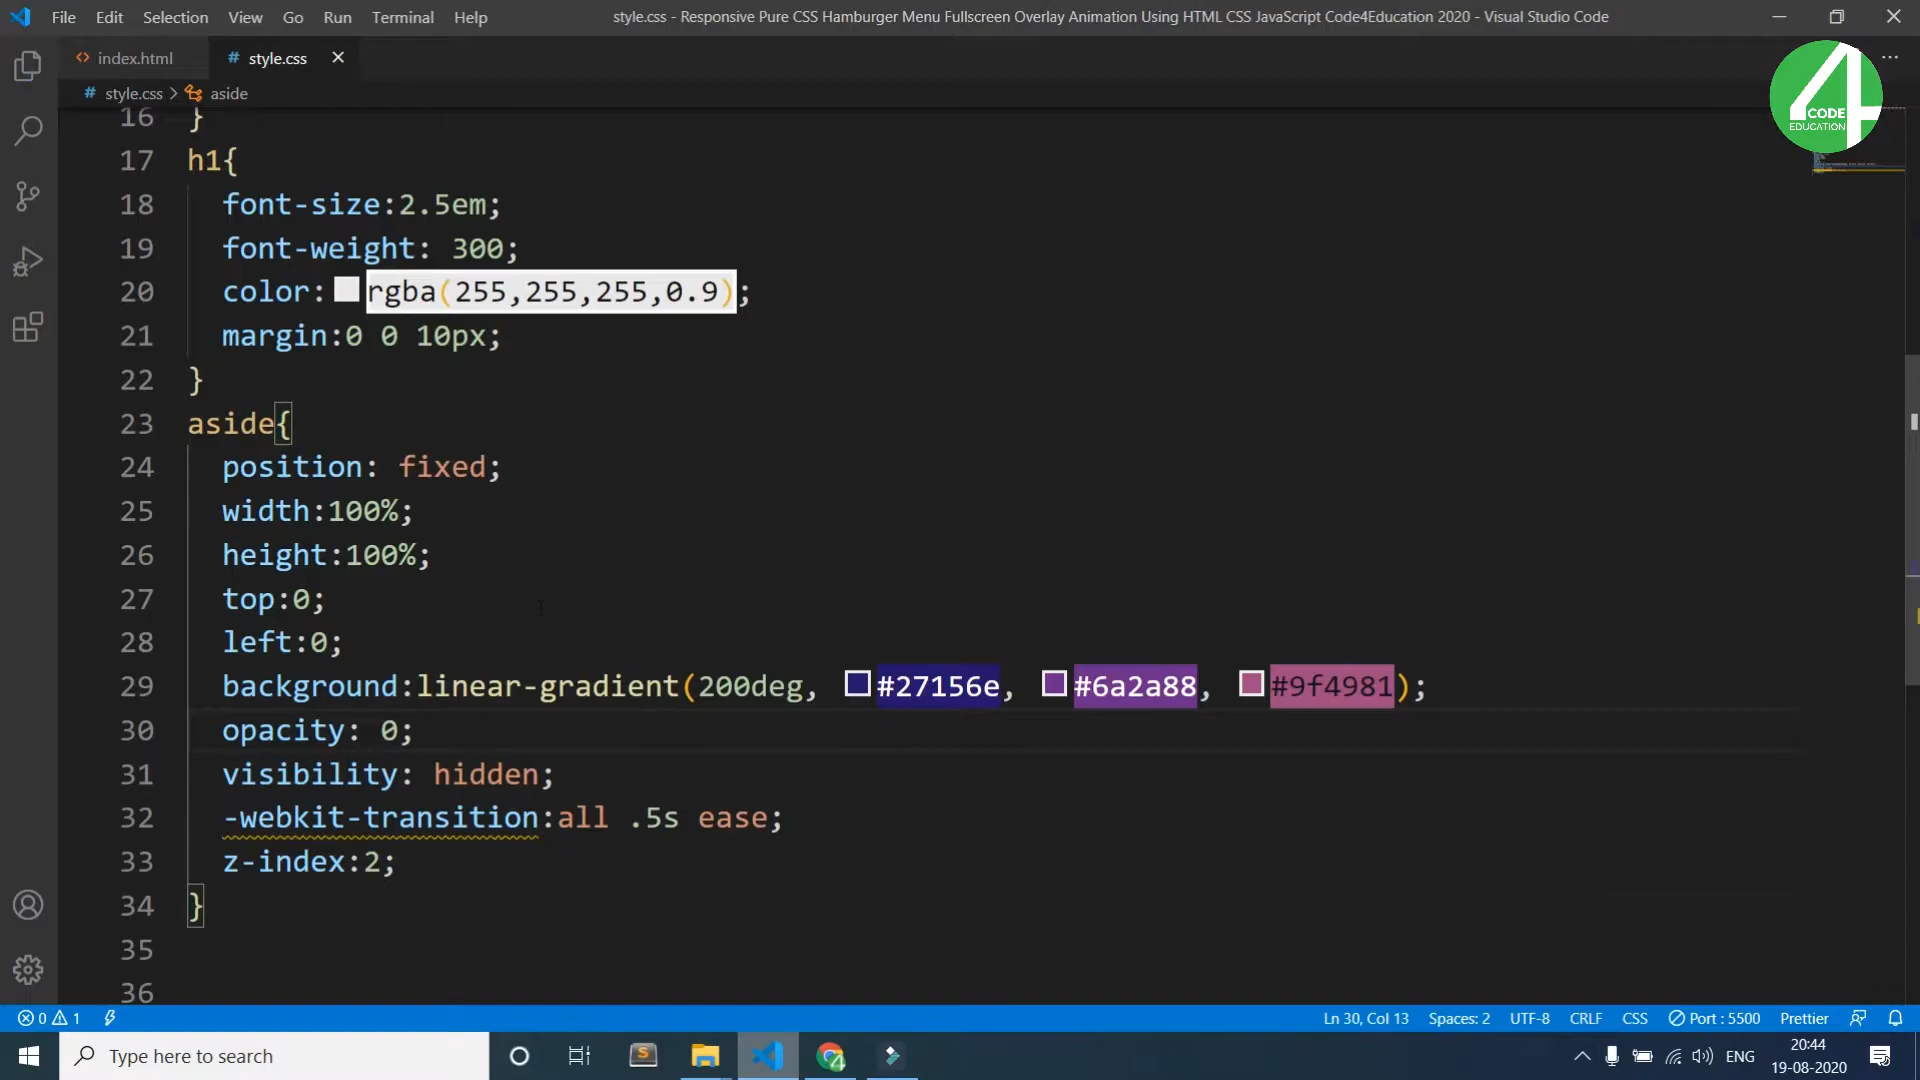 File Edit Selection View Go Run Terminal Help
style.css - Responsive Pure CSS Hamburger Menu Fullscreen Overlay Animation Using HTML CSS JavaScript Code4Education 2020 - Visual Studio Code
<> index.html
# style.css
# style.css > aside
4
CODE
EDUCATION
16 }
17 h1{
18 font-size:2.5em;
19 font-weight: 300;
20 color: rgba(255,255,255,0.9);
21 margin:0 0 10px;
22 }
23 aside{
24 position: fixed;
25 width:100%;
26 height:100%;
27 top:0;
28 left:0;
29 background:linear-gradient(200deg, #27156e, #6a2a88, #9f4981);
30 opacity: 0;
31 visibility: hidden;
32 -webkit-transition:all .5s ease;
33 z-index:2;
34 }
35
36
0 1 Ln 30, Col 13 Spaces: 2 UTF-8 CRLF CSS Port : 5500 Prettier
Type here to search
ENG
20:44
19-08-2020